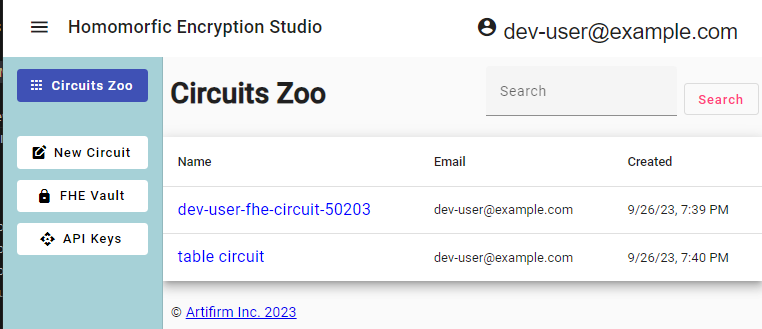 Homomorfic Encryption Studio
dev-user@example.com
Circuits Zoo
New Circuit
FHE Vault
API Keys
Circuits Zoo
Search
Search
Name Email Created
dev-user-fhe-circuit-50203 dev-user@example.com 9/26/23, 7:39 PM
table circuit dev-user@example.com 9/26/23, 7:40 PM
© Artifirm Inc. 2023